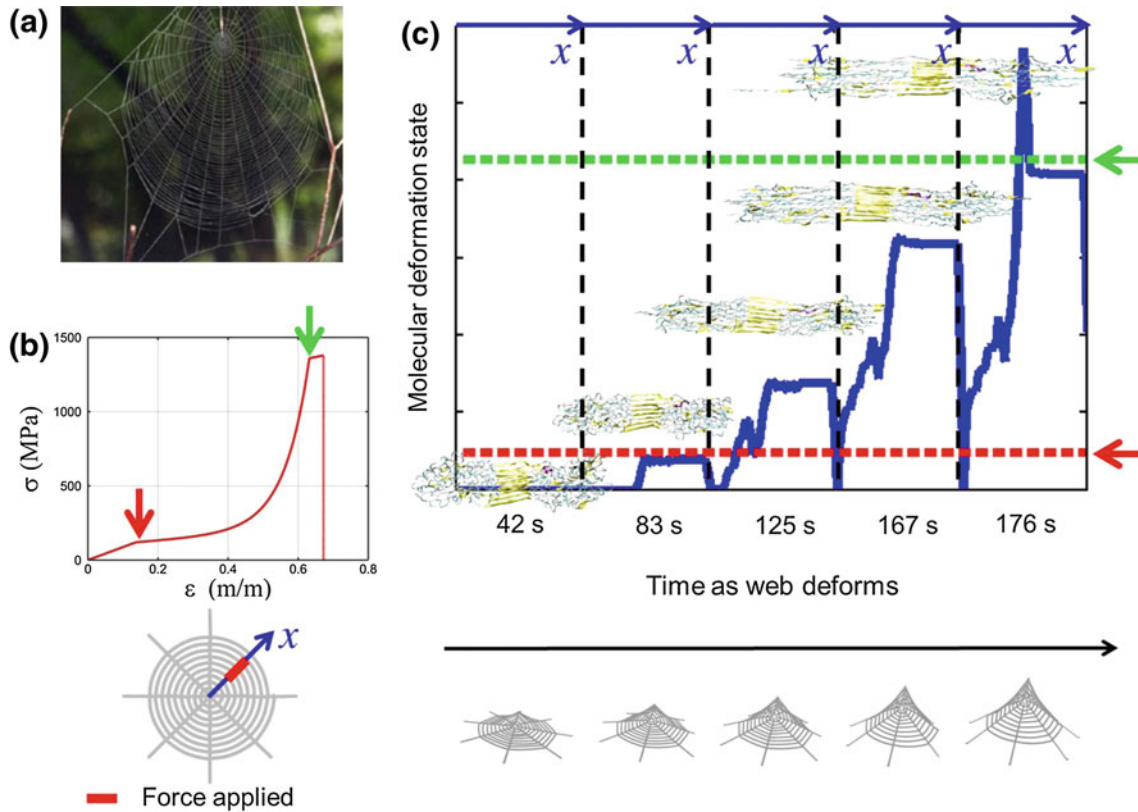 (a)
(b)
1500
1000
500
0
0
0.2
0.4
0.6
0.8
σ (MPa)
ε (m/m)
x
Force applied
(c)
x
x
x
x
x
Molecular deformation state
42 s
83 s
125 s
167 s
176 s
Time as web deforms